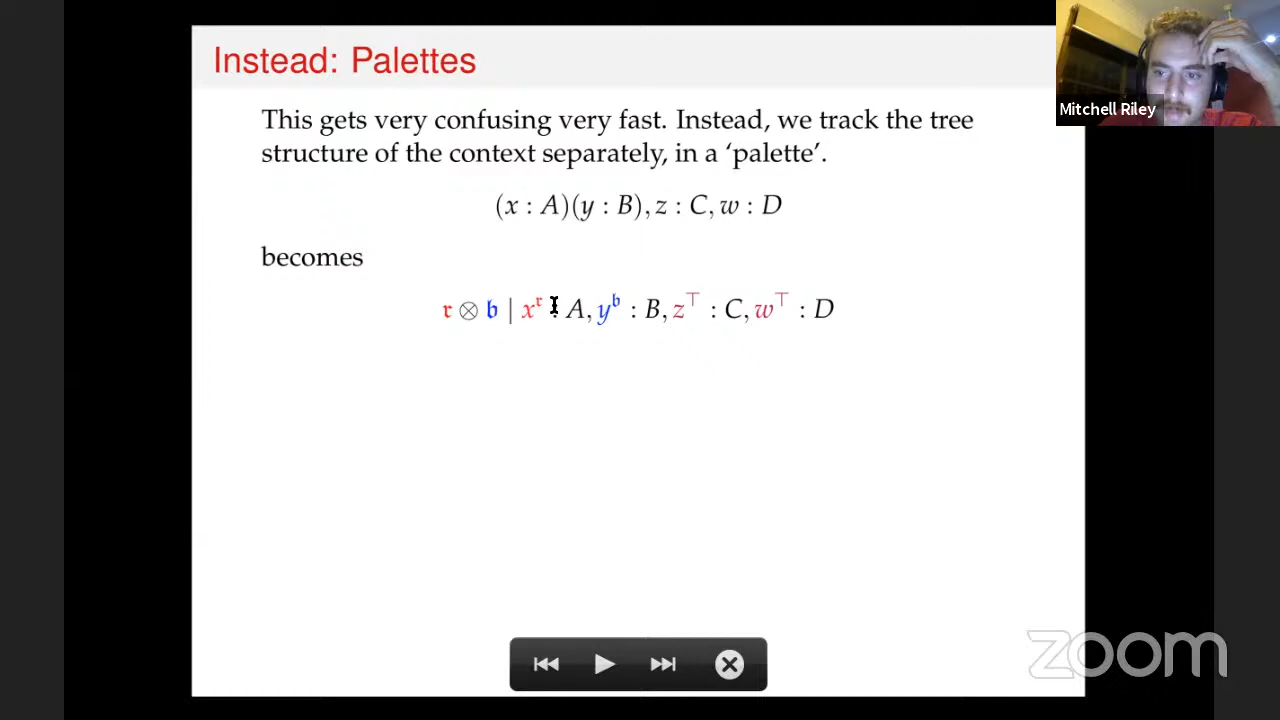 Instead: Palettes
Mitchell Riley
This gets very confusing very fast. Instead, we track the tree
structure of the context separately, in a ‘palette’.
(x : A)(y : B), z : C, w : D
becomes
𝔯 ⊗ 𝔟 | x^𝔯 : A, y^𝔟 : B, z^⊤ : C, w^⊤ : D
zoom